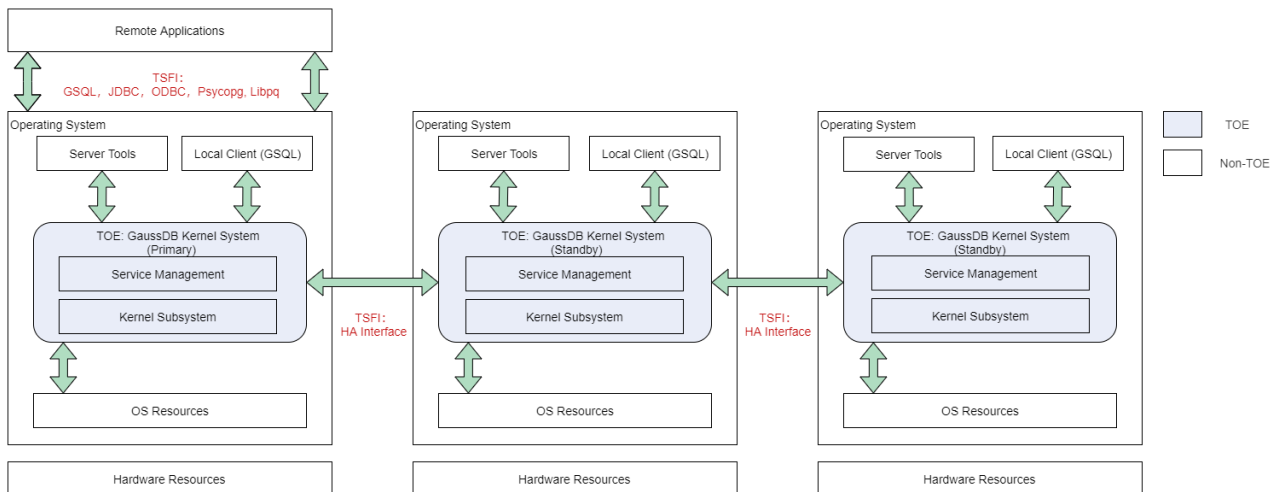 Remote Applications
TSFI:
GSQL, JDBC, ODBC, Psycopg, Libpq
Operating System
Server Tools
Local Client (GSQL)
TOE: GaussDB Kernel System
(Primary)
Service Management
Kernel Subsystem
OS Resources
Hardware Resources
TSFI:
HA Interface
Operating System
Server Tools
Local Client (GSQL)
TOE: GaussDB Kernel System
(Standby)
Service Management
Kernel Subsystem
OS Resources
Hardware Resources
TSFI:
HA Interface
Operating System
Server Tools
Local Client (GSQL)
TOE: GaussDB Kernel System
(Standby)
Service Management
Kernel Subsystem
OS Resources
Hardware Resources
TOE
Non-TOE